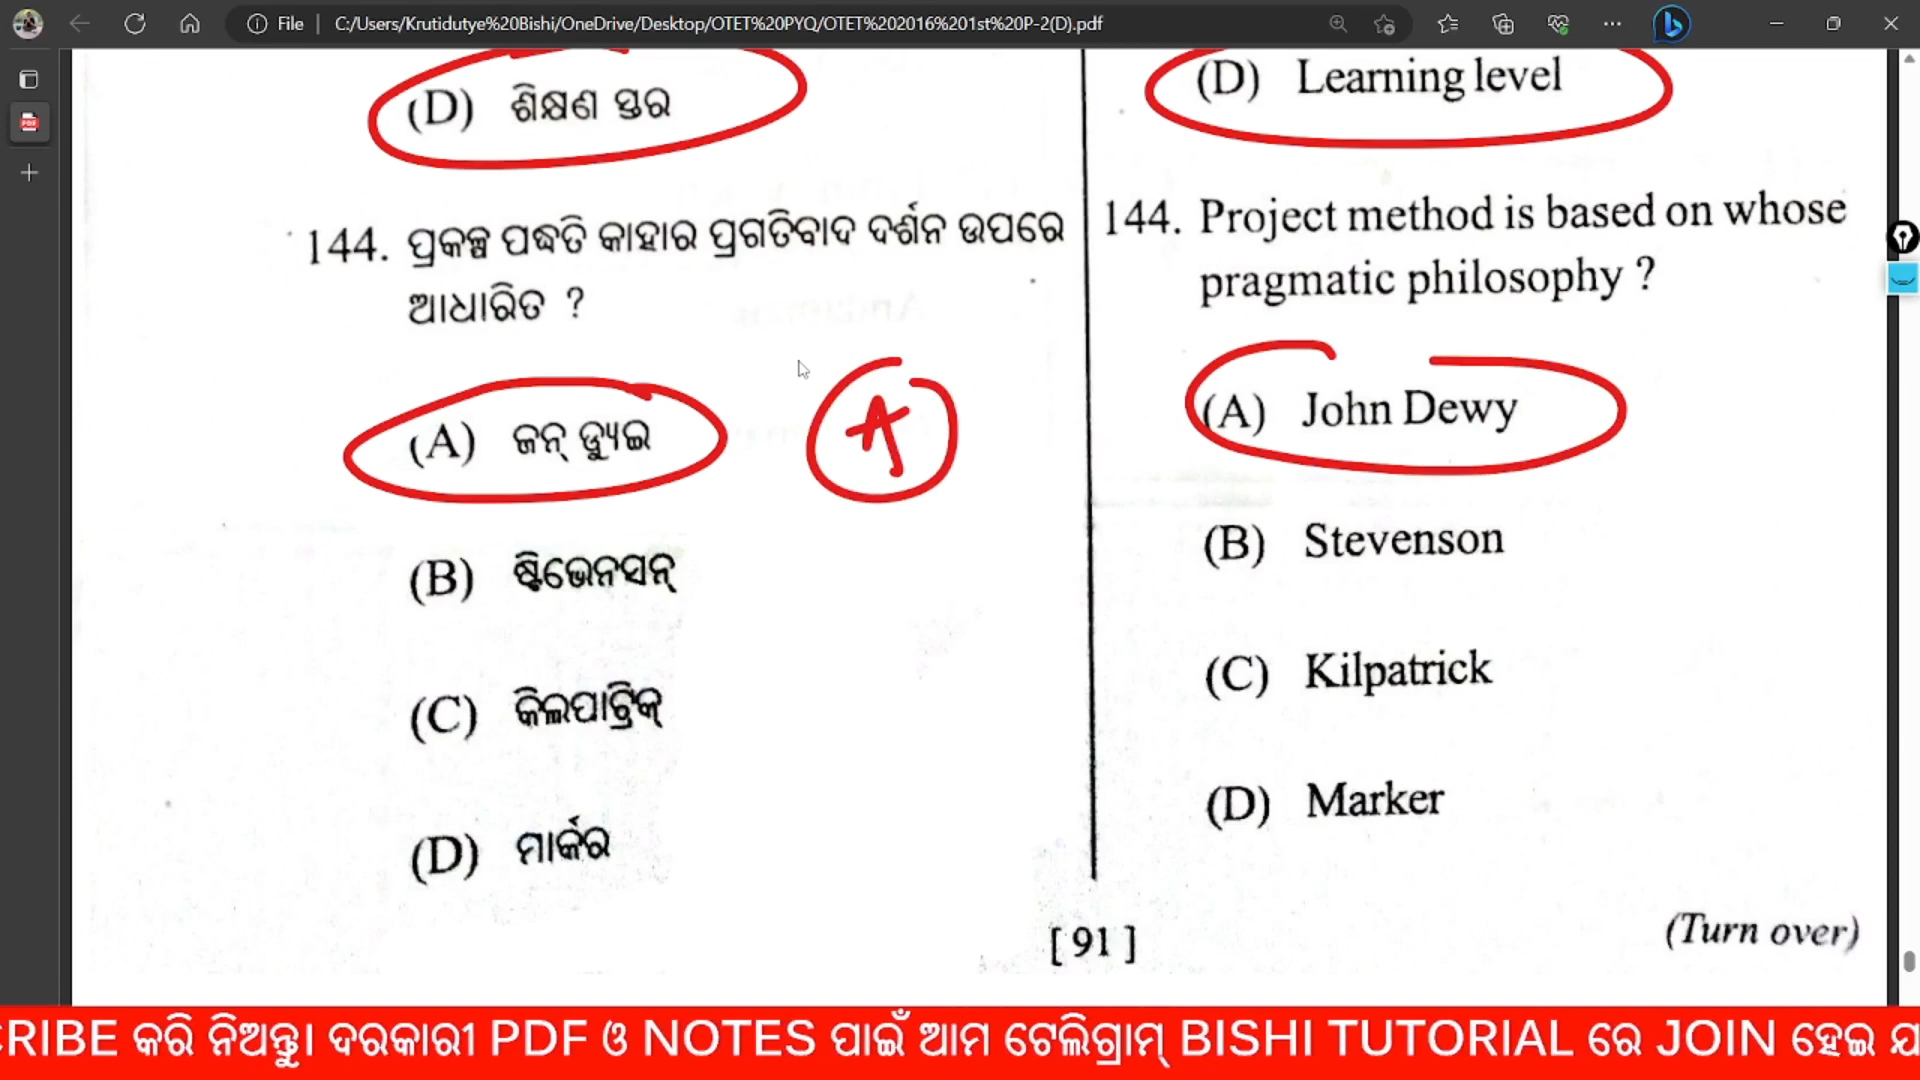 File
C:/Users/Krutidutye%20Bishi/OneDrive/Desktop/OTET%20PYQ/OTET%202016%201st%20P-2(D).pdf
(D) ଶିକ୍ଷଣ ସ୍ତର
144. ପ୍ରକଳ୍ପ ପଦ୍ଧତି କାହାର ପ୍ରଗତିବାଦ ଦର୍ଶନ ଉପରେ
ଆଧାରିତ ?
(A) ଜନ୍ ଡ୍ୟୁଇ
A
(B) ଷ୍ଟିଭେନସନ୍
(C) କିଲପାଟ୍ରିକ୍
(D) ମାର୍କର
(D) Learning level
144. Project method is based on whose
pragmatic philosophy ?
(A) John Dewy
(B) Stevenson
(C) Kilpatrick
(D) Marker
[ 91 ]
(Turn over)
CRIBE କରି ନିଅନ୍ତୁ। ଦରକାରୀ PDF ଓ NOTES ପାଇଁ ଆମ ଟେଲିଗ୍ରାମ୍ BISHI TUTORIAL ରେ JOIN ହେଇ ଯ